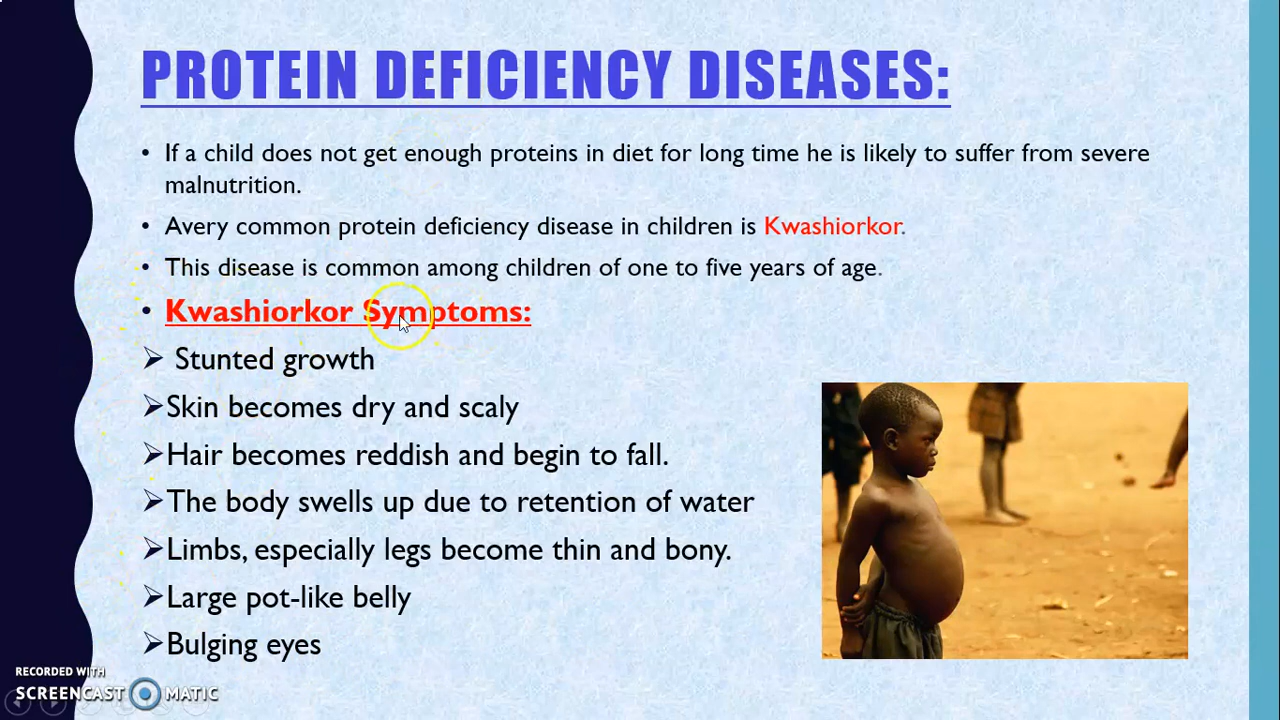 PROTEIN DEFICIENCY DISEASES:
• If a child does not get enough proteins in diet for long time he is likely to suffer from severe
malnutrition.
• Avery common protein deficiency disease in children is Kwashiorkor.
• This disease is common among children of one to five years of age.
• Kwashiorkor Symptoms:
➢ Stunted growth
➢Skin becomes dry and scaly
➢Hair becomes reddish and begin to fall.
➢The body swells up due to retention of water
➢Limbs, especially legs become thin and bony.
➢Large pot-like belly
➢Bulging eyes
RECORDED WITH
SCREENCAST MATIC